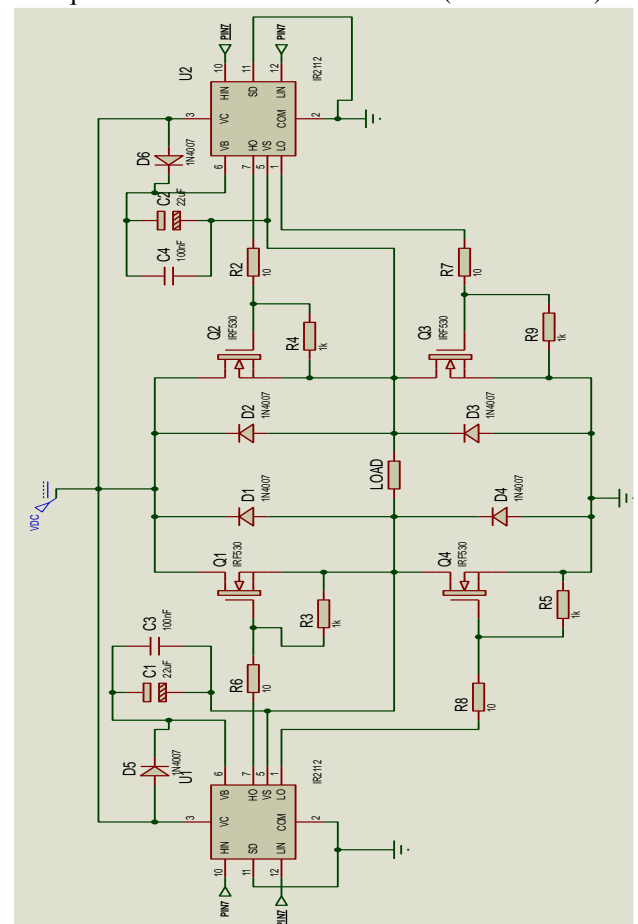 PIN7
PIN7
U2
10
11
12
HIN
SD
LIN
IR2112
3
VC
COM
2
VB
HO
VS
LO
6
7
5
1
D6
1N4007
C2
22uF
C4
100nF
R2
10
R7
10
Q2
IRF530
R4
1k
Q3
IRF530
R9
1k
D2
1N4007
D3
1N4007
VDC
LOAD
D1
1N4007
D4
1N4007
Q1
IRF530
Q4
IRF530
R3
1k
R5
1k
C3
100nF
C1
22uF
R6
10
R8
10
D5
1N4007
U1
6
7
5
1
VB
HO
VS
LO
IR2112
3
VC
COM
2
HIN
SD
LIN
10
11
12
PIN7
PIN7